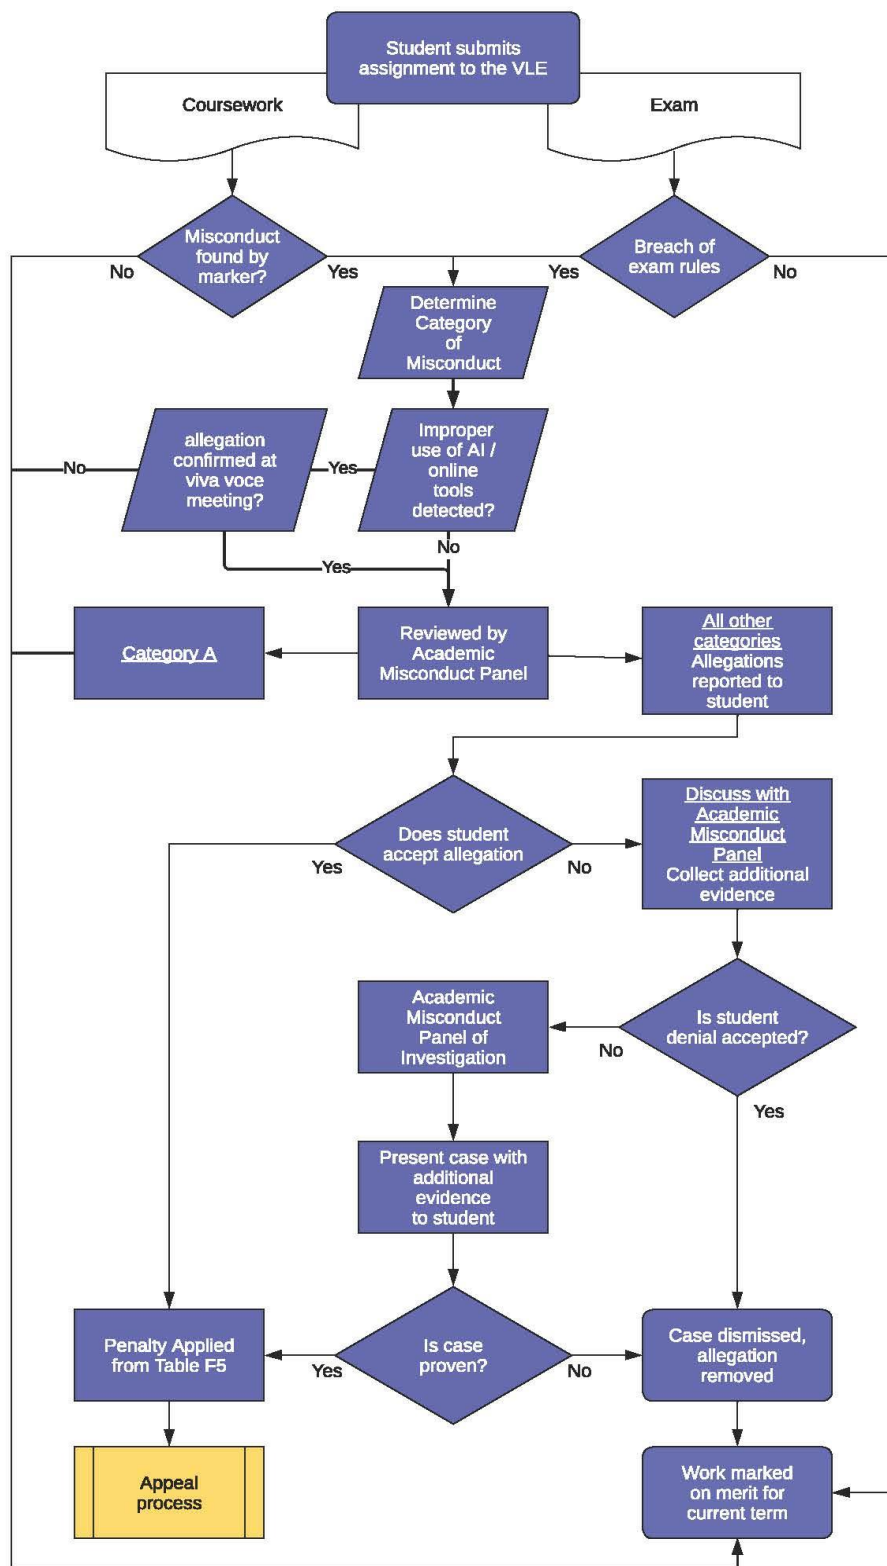 Student submits
assignment to the VLE
Coursework
Exam
Misconduct
found by
marker?
Breach of
exam rules
No
Yes
Yes
No
Determine
Category
of
Misconduct
allegation
confirmed at
viva voce
meeting?
Improper
use of AI /
online
tools
detected?
No
Yes
No
Yes
Category A
Reviewed by
Academic
Misconduct Panel
All other
categories
Allegations
reported to
student
Does student
accept allegation
Yes
No
Discuss with
Academic
Misconduct
Panel
Collect additional
evidence
Academic
Misconduct
Panel of
Investigation
Is student
denial accepted?
No
Yes
Present case with
additional
evidence
to student
Penalty Applied
from Table F5
Is case
proven?
Yes
No
Case dismissed,
allegation
removed
Appeal
process
Work marked
on merit for
current term